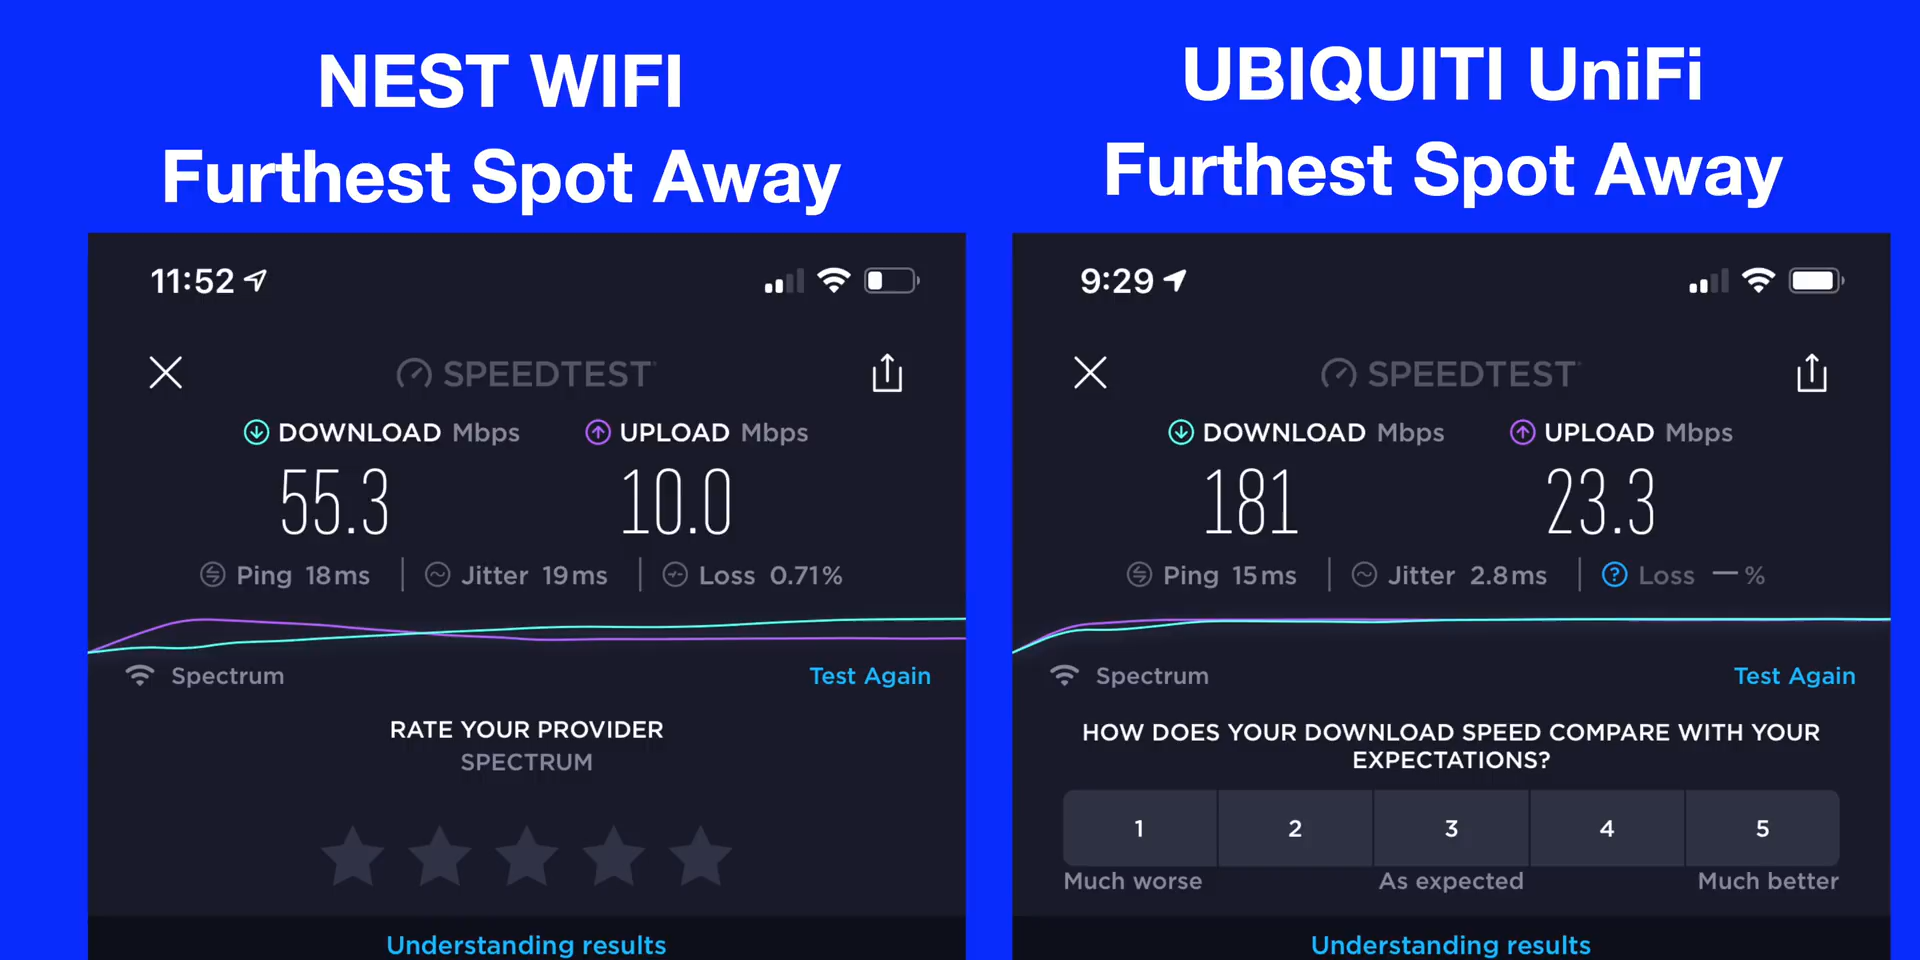 NEST WIFI
Furthest Spot Away
11:52
SPEEDTEST
DOWNLOAD Mbps
UPLOAD Mbps
55.3
10.0
Ping 18ms
Jitter 19ms
Loss 0.71%
Spectrum
Test Again
RATE YOUR PROVIDER
SPECTRUM
Understanding results
UBIQUITI UniFi
Furthest Spot Away
9:29
SPEEDTEST
DOWNLOAD Mbps
UPLOAD Mbps
181
23.3
Ping 15ms
Jitter 2.8ms
? Loss — %
Spectrum
Test Again
HOW DOES YOUR DOWNLOAD SPEED COMPARE WITH YOUR
EXPECTATIONS?
1 2 3 4 5
Much worse As expected Much better
Understanding results